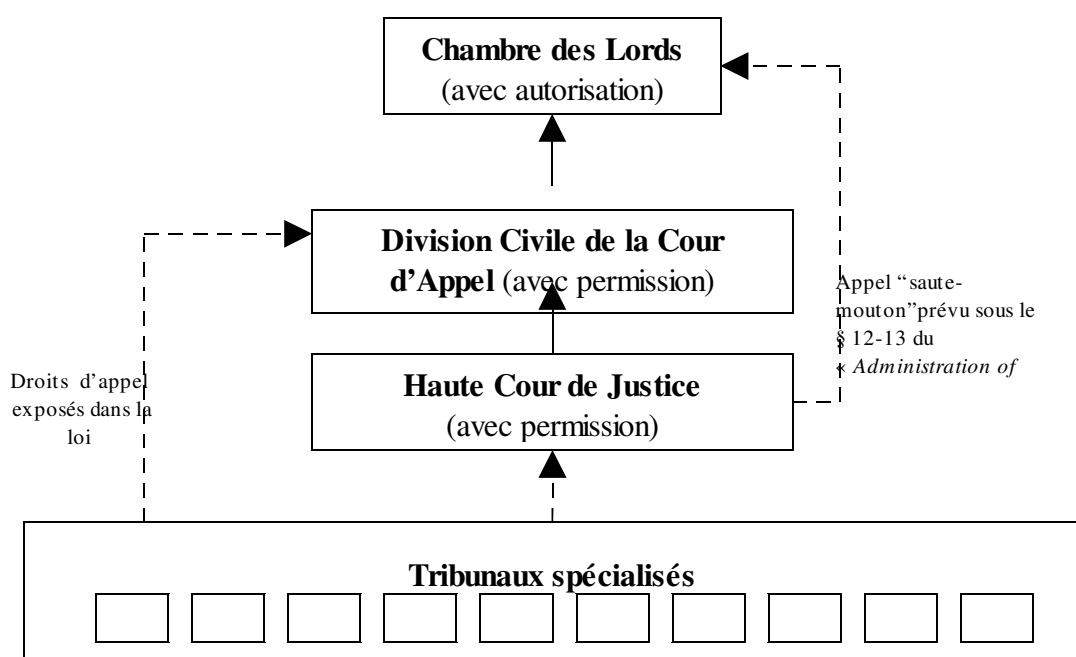 Chambre des Lords
(avec autorisation)
Division Civile de la Cour
d’Appel (avec permission)
Appel “saute-
mouton”prévu sous le
§ 12-13 du
« Administration of
Haute Cour de Justice
(avec permission)
Droits d’appel
exposés dans la
loi
Tribunaux spécialisés